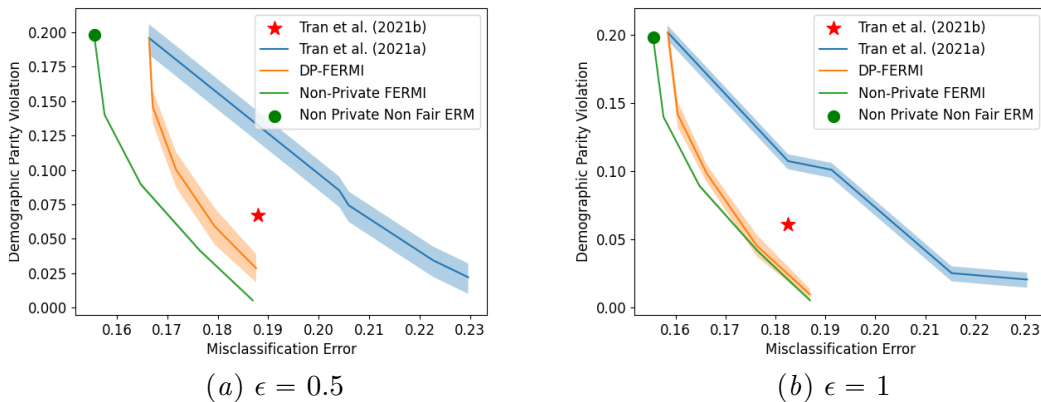 Demographic Parity Violation
0.200
0.175
0.150
0.125
0.100
0.075
0.050
0.025
0.000
Tran et al. (2021b)
Tran et al. (2021a)
DP-FERMI
Non-Private FERMI
Non Private Non Fair ERM
0.16 0.17 0.18 0.19 0.20 0.21 0.22 0.23
Misclassification Error
(a) ϵ = 0.5
Demographic Parity Violation
0.20
0.15
0.10
0.05
0.00
Tran et al. (2021b)
Tran et al. (2021a)
DP-FERMI
Non-Private FERMI
Non Private Non Fair ERM
0.16 0.17 0.18 0.19 0.20 0.21 0.22 0.23
Misclassification Error
(b) ϵ = 1